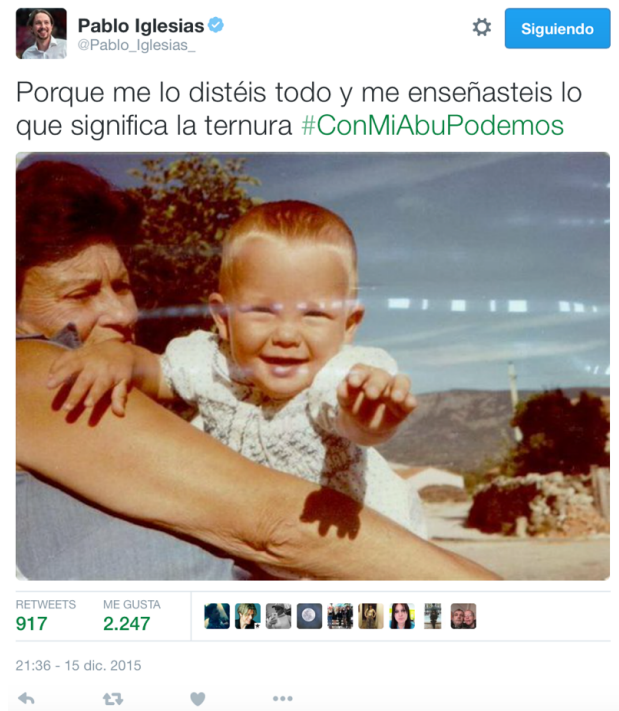 Pablo Iglesias
@Pablo_Iglesias_
Siguiendo
Porque me lo distéis todo y me enseñasteis lo
que significa la ternura #ConMiAbuPodemos
RETWEETS ME GUSTA
917 2.247
21:36 - 15 dic. 2015